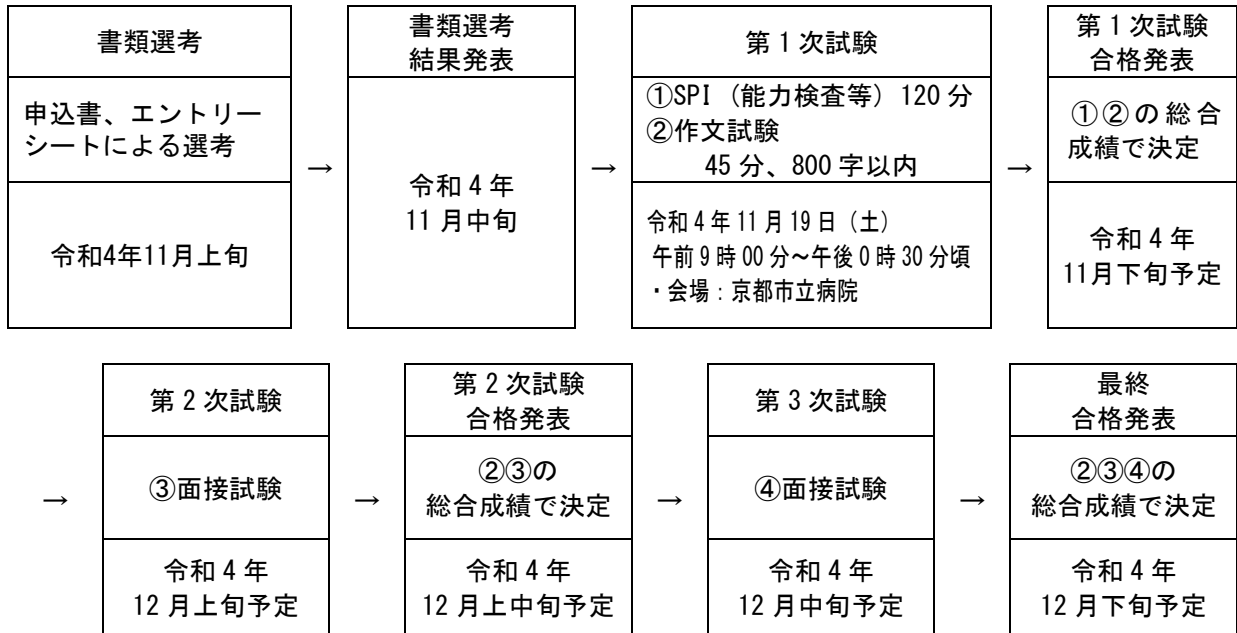 書類選考
申込書、エントリー
シートによる選考
令和4年11月上旬
→
書類選考
結果発表
令和4年
11月中旬
→
第1次試験
①SPI（能力検査等）120分
②作文試験
45分、800字以内
令和4年11月19日（土）
午前9時00分～午後0時30分頃
・会場：京都市立病院
→
第1次試験
合格発表
①②の総合
成績で決定
令和4年
11月下旬予定
→
第2次試験
③面接試験
令和4年
12月上旬予定
→
第2次試験
合格発表
②③の
総合成績で決定
令和4年
12月上中旬予定
→
第3次試験
④面接試験
令和4年
12月中旬予定
→
最終
合格発表
②③④の
総合成績で決定
令和4年
12月下旬予定